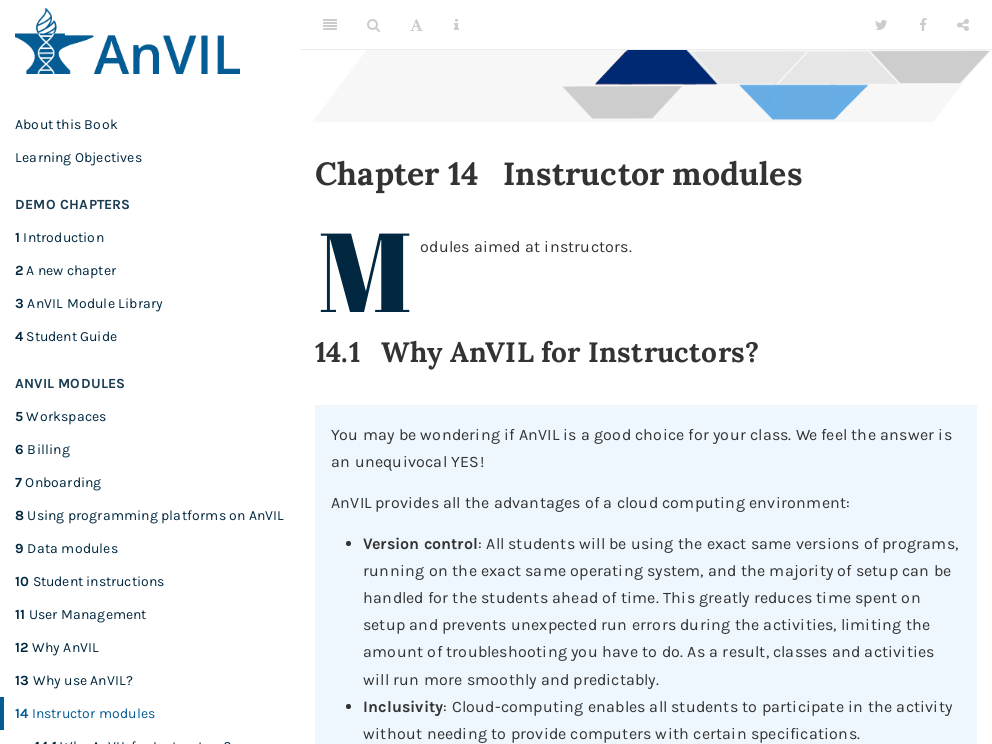 AnVIL
About this Book
Learning Objectives
DEMO CHAPTERS
1 Introduction
2 A new chapter
3 AnVIL Module Library
4 Student Guide
ANVIL MODULES
5 Workspaces
6 Billing
7 Onboarding
8 Using programming platforms on AnVIL
9 Data modules
10 Student instructions
11 User Management
12 Why AnVIL
13 Why use AnVIL?
14 Instructor modules
Chapter 14 Instructor modules
Modules aimed at instructors.
14.1 Why AnVIL for Instructors?
You may be wondering if AnVIL is a good choice for your class. We feel the answer is
an unequivocal YES!
AnVIL provides all the advantages of a cloud computing environment:
• Version control: All students will be using the exact same versions of programs,
running on the exact same operating system, and the majority of setup can be
handled for the students ahead of time. This greatly reduces time spent on
setup and prevents unexpected run errors during the activities, limiting the
amount of troubleshooting you have to do. As a result, classes and activities
will run more smoothly and predictably.
• Inclusivity: Cloud-computing enables all students to participate in the activity
without needing to provide computers with certain specifications.